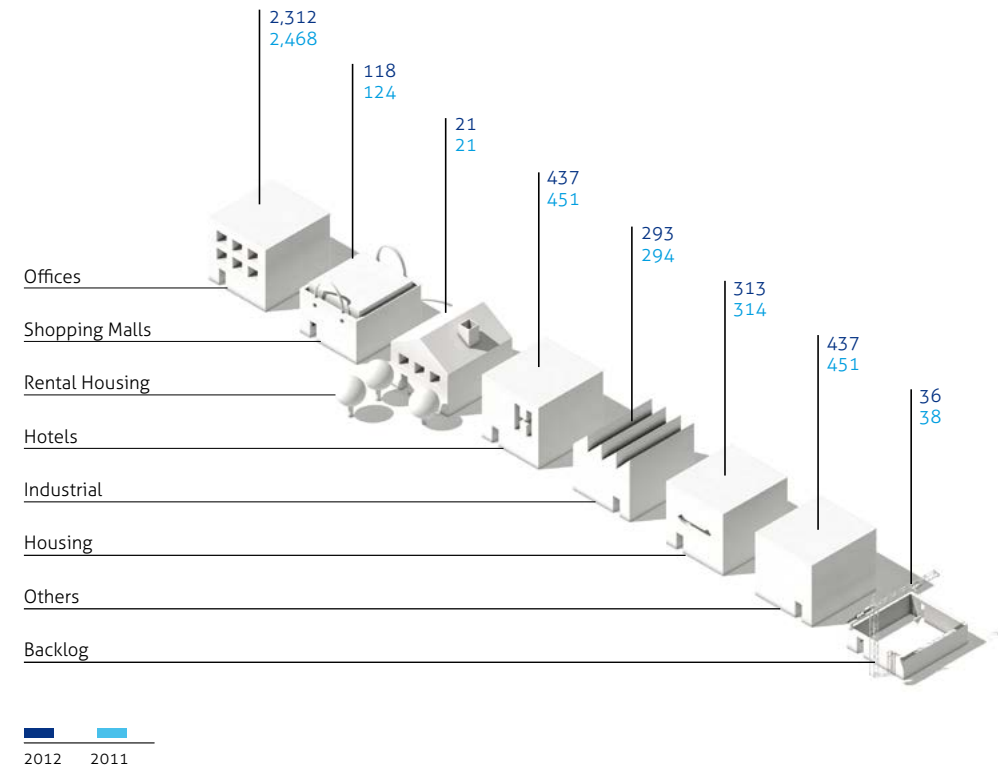 2,312
2,468
118
124
21
21
437
451
293
294
313
314
437
451
36
38
Offices
Shopping Malls
Rental Housing
Hotels
Industrial
Housing
Others
Backlog
2012 2011